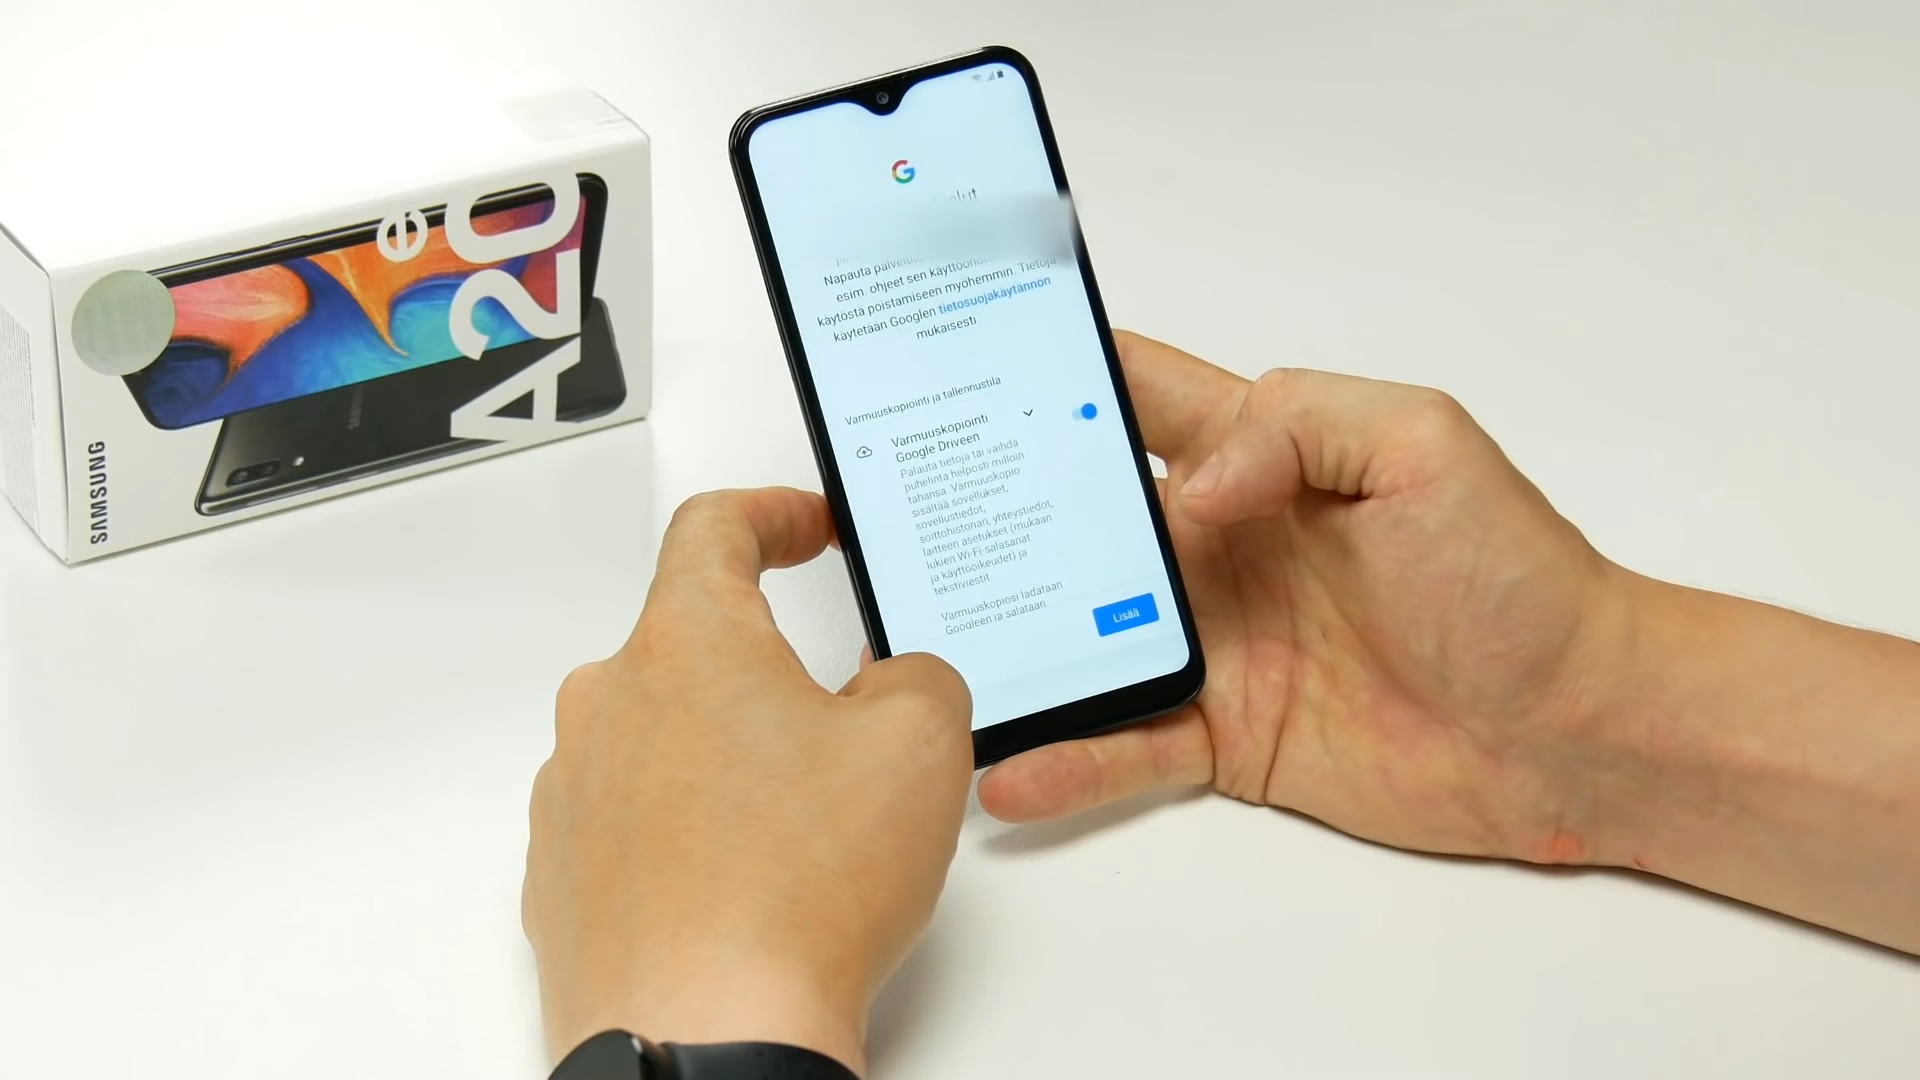 SAMSUNG
A20e
Napauta
esim. ohjeet sen
käytöstä poistamiseen myöhemmin. Tietoja
käytetään Googlen tietosuojakäytännön
mukaisesti
Varmuuskopiointi ja tallennustila
Varmuuskopiointi
Google Driveen
Palauta tietoja tai vaihda
puhelinta helposti milloin
tahansa. Varmuuskopio
sisältää sovellukset,
sovellustiedot,
soittohistorian, yhteystiedot,
laitteen asetukset (mukaan
lukien Wi-Fi-salasanat
ja käyttöoikeudet) ja
tekstiviestit.
Varmuuskopiosi ladataan
Googleen ja salataan
Lisää